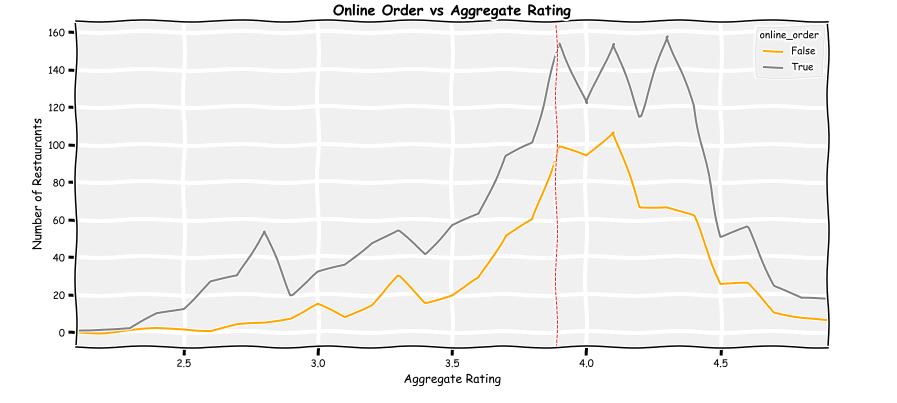 Online Order vs Aggregate Rating
Number of Restaurants
160
140
120
100
80
60
40
20
0
online_order
False
True
2.5 3.0 3.5 4.0 4.5
Aggregate Rating